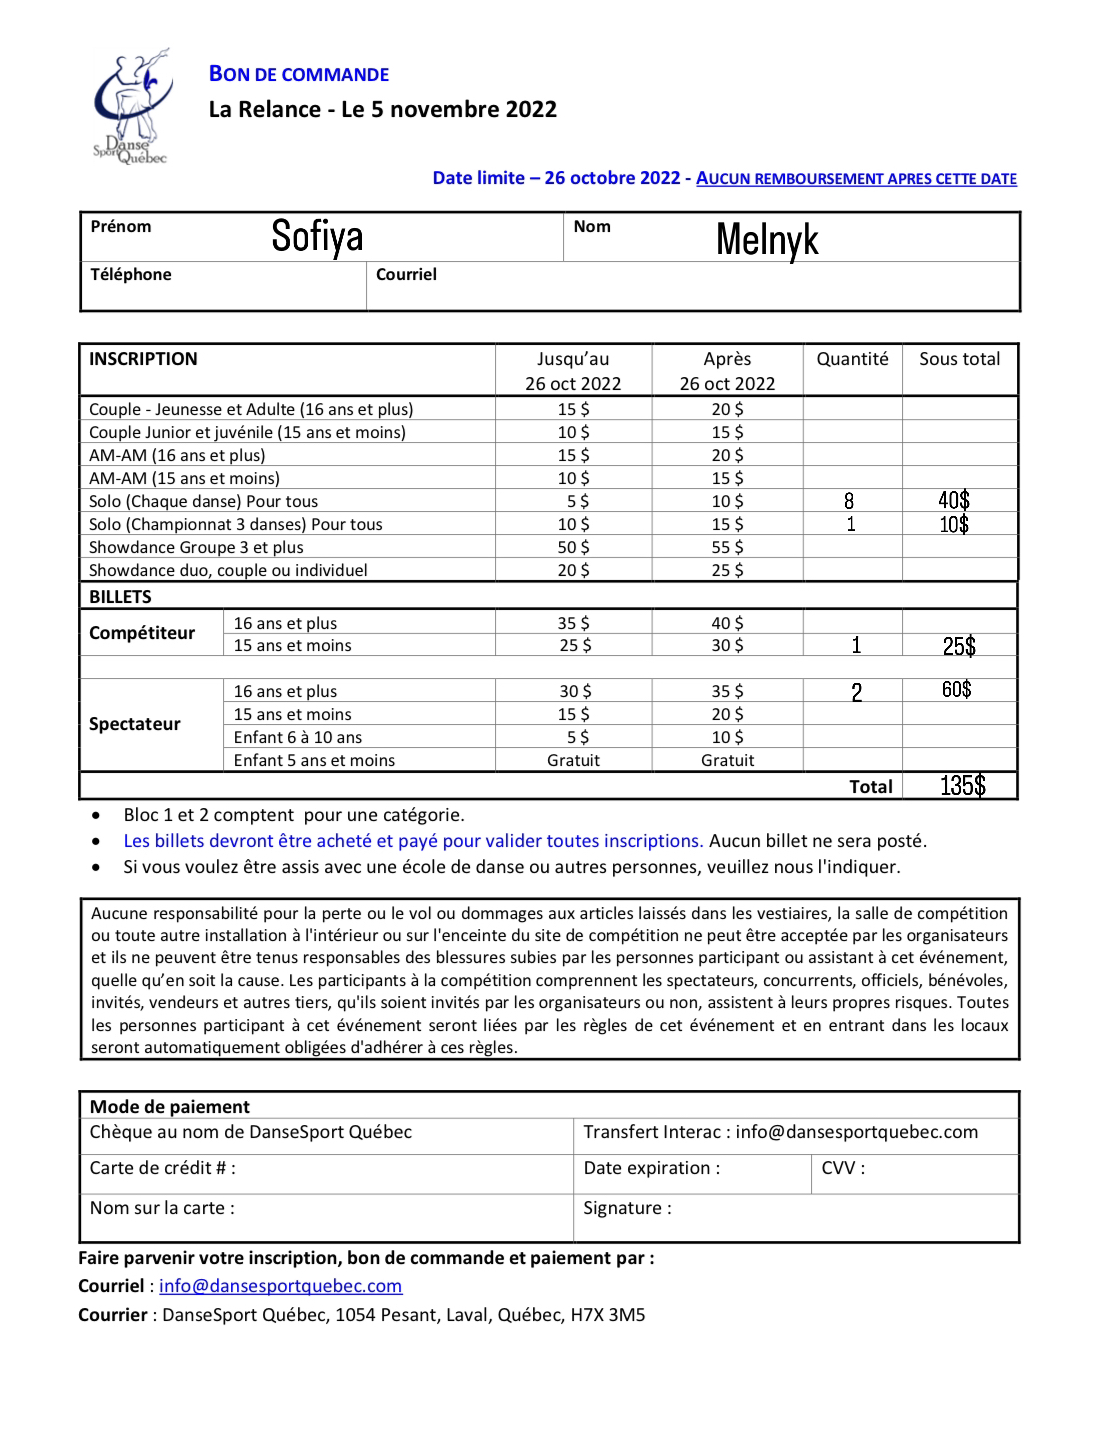 Danse
Sport Québec
BON DE COMMANDE
La Relance - Le 5 novembre 2022
Date limite – 26 octobre 2022 - AUCUN REMBOURSEMENT APRES CETTE DATE
Prénom Sofiya Nom Melnyk
Téléphone Courriel
INSCRIPTION Jusqu’au Après Quantité Sous total
26 oct 2022 26 oct 2022
Couple - Jeunesse et Adulte (16 ans et plus) 15 $ 20 $
Couple Junior et juvénile (15 ans et moins) 10 $ 15 $
AM-AM (16 ans et plus) 15 $ 20 $
AM-AM (15 ans et moins) 10 $ 15 $
Solo (Chaque danse) Pour tous 5 $ 10 $ 8 40$
Solo (Championnat 3 danses) Pour tous 10 $ 15 $ 1 10$
Showdance Groupe 3 et plus 50 $ 55 $
Showdance duo, couple ou individuel 20 $ 25 $
BILLETS
Compétiteur 16 ans et plus 35 $ 40 $
15 ans et moins 25 $ 30 $ 1 25$
Spectateur 16 ans et plus 30 $ 35 $ 2 60$
15 ans et moins 15 $ 20 $
Enfant 6 à 10 ans 5 $ 10 $
Enfant 5 ans et moins Gratuit Gratuit
Total 135$
• Bloc 1 et 2 comptent pour une catégorie.
• Les billets devront être acheté et payé pour valider toutes inscriptions. Aucun billet ne sera posté.
• Si vous voulez être assis avec une école de danse ou autres personnes, veuillez nous l'indiquer.
Aucune responsabilité pour la perte ou le vol ou dommages aux articles laissés dans les vestiaires, la salle de compétition
ou toute autre installation à l'intérieur ou sur l'enceinte du site de compétition ne peut être acceptée par les organisateurs
et ils ne peuvent être tenus responsables des blessures subies par les personnes participant ou assistant à cet événement,
quelle qu’en soit la cause. Les participants à la compétition comprennent les spectateurs, concurrents, officiels, bénévoles,
invités, vendeurs et autres tiers, qu'ils soient invités par les organisateurs ou non, assistent à leurs propres risques. Toutes
les personnes participant à cet événement seront liées par les règles de cet événement et en entrant dans les locaux
seront automatiquement obligées d'adhérer à ces règles.
Mode de paiement
Chèque au nom de DanseSport Québec Transfert Interac : info@dansesportquebec.com
Carte de crédit # : Date expiration : CVV :
Nom sur la carte : Signature :
Faire parvenir votre inscription, bon de commande et paiement par :
Courriel : info@dansesportquebec.com
Courrier : DanseSport Québec, 1054 Pesant, Laval, Québec, H7X 3M5